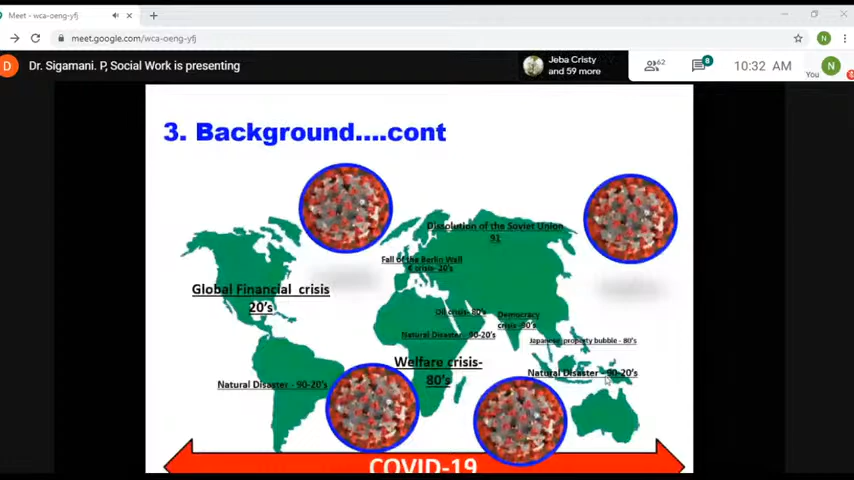 Meet - wca-oeng-yfj
meet.google.com/wca-oeng-yfj
N
D
Dr. Sigamani. P, Social Work is presenting
Jeba Cristy
and 59 more
62
8
10:32 AM
You
N
3. Background....cont
Dissolution of the Soviet Union
91
Fall of the Berlin Wall
€ crisis- 20's
Global Financial crisis
20's
Oil crisis- 80's
Democracy
crisis -90's
Natural Disaster - 90-20's
Japanese property bubble - 80's
Welfare crisis-
80's
Natural Disaster - 90-20's
Natural Disaster - 90-20's
COVID-19